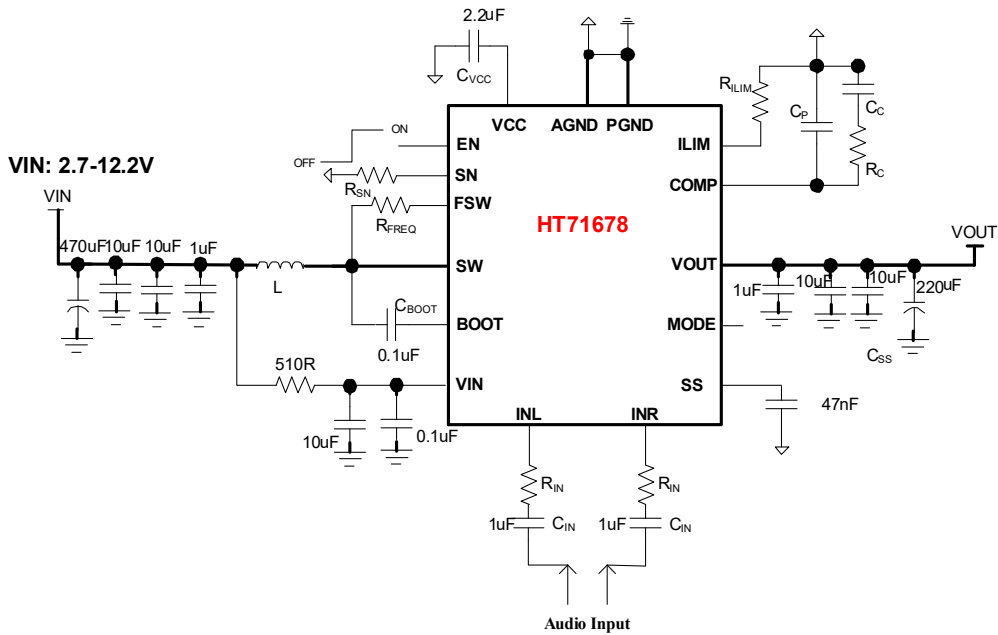 2.2uF
CVCC
RILIM
CP
CC
RC
VCC AGND PGND
ON
EN
ILIM
OFF
SN
RSN
COMP
VIN: 2.7-12.2V
VIN
FSW
RFREQ
HT71678
VOUT
470uF 10uF 10uF 1uF
L
SW
VOUT
1uF 10uF 10uF 220uF
CBOOT
BOOT
0.1uF
MODE
CSS
510R
VIN
SS
47nF
10uF 0.1uF
INL INR
RIN RIN
1uF CIN 1uF CIN
Audio Input